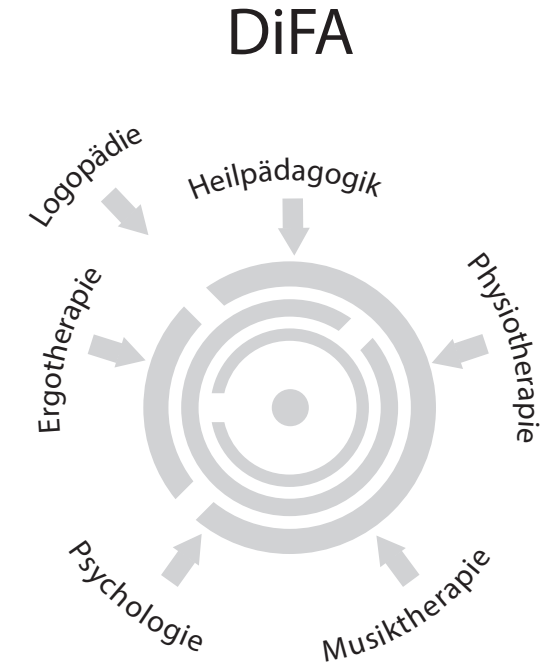 DiFA
Logopädie
Heilpädagogik
Physiotherapie
Ergotherapie
Psychologie
Musiktherapie